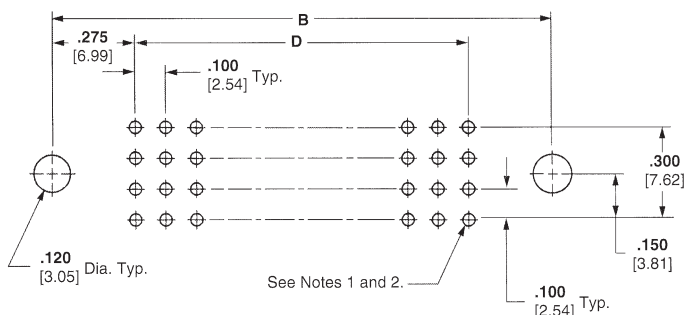 B
.275
[6.99]
D
.100
[2.54] Typ.
.300
[7.62]
.150
[3.81]
.120
[3.05] Dia. Typ.
See Notes 1 and 2.
.100
[2.54] Typ.